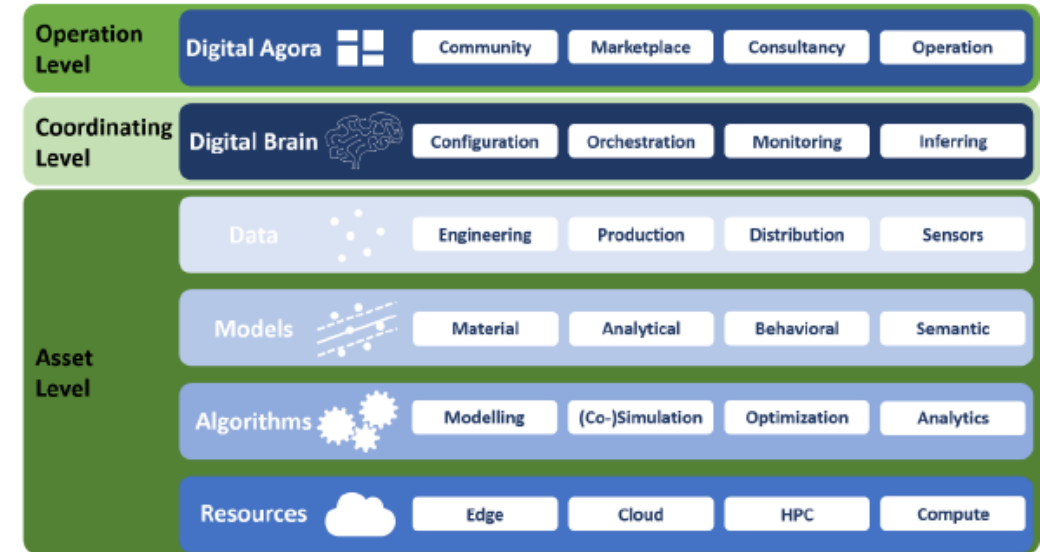 Operation
Level
Digital Agora
Community
Marketplace
Consultancy
Operation
Coordinating
Level
Digital Brain
Configuration
Orchestration
Monitoring
Inferring
Asset
Level
Data
Engineering
Production
Distribution
Sensors
Models
Material
Analytical
Behavioral
Semantic
Algorithms
Modelling
(Co-)Simulation
Optimization
Analytics
Resources
Edge
Cloud
HPC
Compute